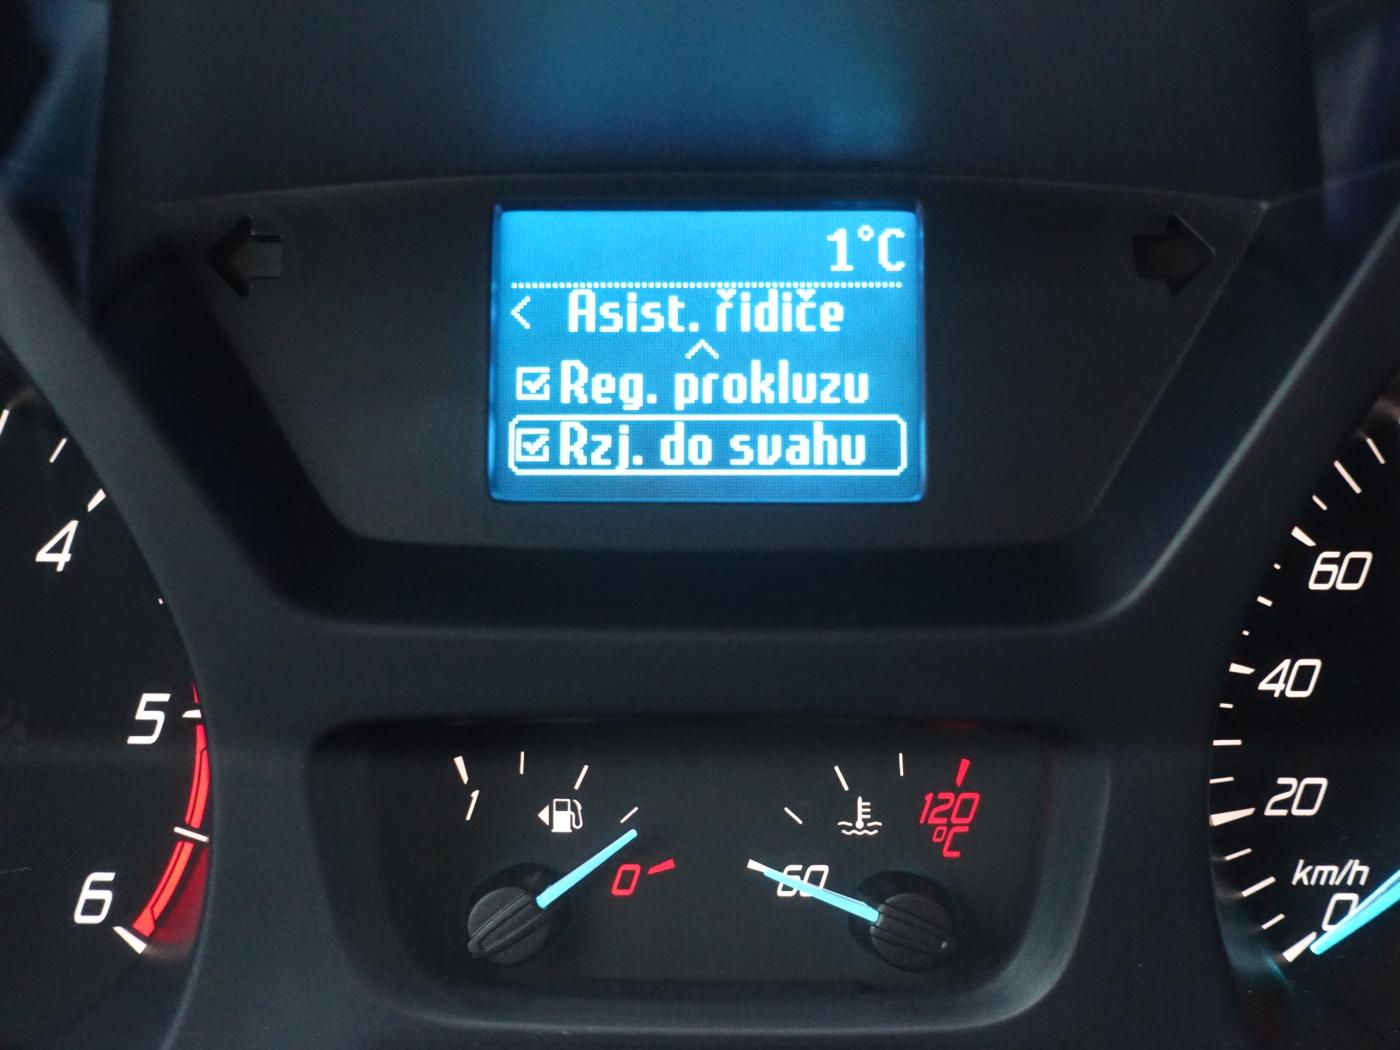 1°C
< Asist. řidiče
Reg. prokluzu
Rzj. do svahu
4
5
6
1
0
60
120
°C
60
40
20
km/h
0